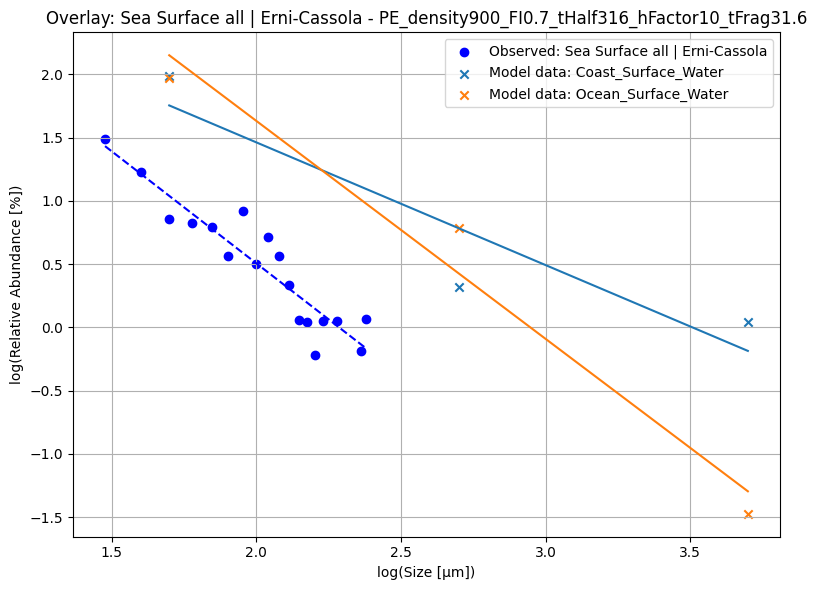 Overlay: Sea Surface all | Erni-Cassola - PE_density900_FI0.7_tHalf316_hFactor10_tFrag31.6
Observed: Sea Surface all | Erni-Cassola
Model data: Coast_Surface_Water
Model data: Ocean_Surface_Water
log(Relative Abundance [%])
2.0
1.5
1.0
0.5
0.0
−0.5
−1.0
−1.5
1.5 2.0 2.5 3.0 3.5
log(Size [μm])